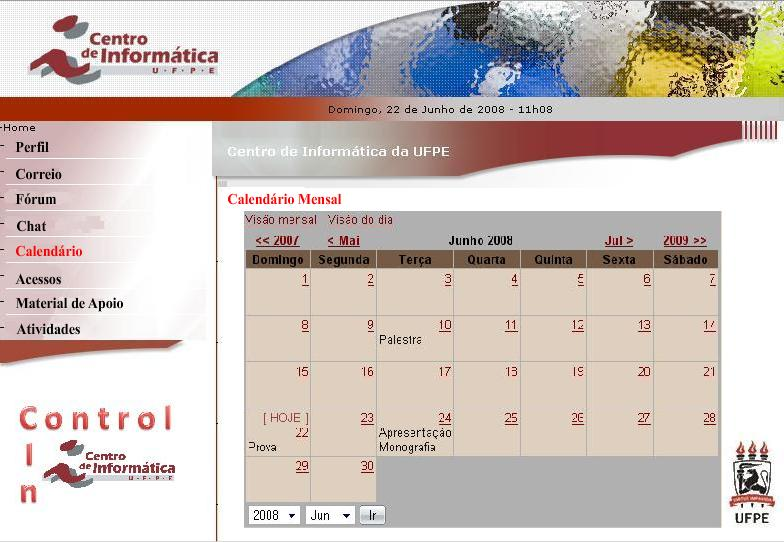 Centro
de Informática
U · F · P · E
Domingo, 22 de Junho de 2008 - 11h08
-Home
- Perfil
- Correio
- Fórum
- Chat
- Calendário
- Acessos
- Material de Apoio
- Atividades
Centro de Informática da UFPE
Calendário Mensal
Visão mensal Visão do dia
<< 2007 < Mai Junho 2008 Jul > 2009 >>
Domingo Segunda Terça Quarta Quinta Sexta Sábado
1 2 3 4 5 6 7
8 9 10 11 12 13 14
Palestra
15 16 17 18 19 20 21
[ HOJE ] 23 24 25 26 27 28
22 Apresentação
Prova Monografia
29 30
2008 Jun Ir
Control
In
Centro
de Informática
U · F · P · E
UFPE